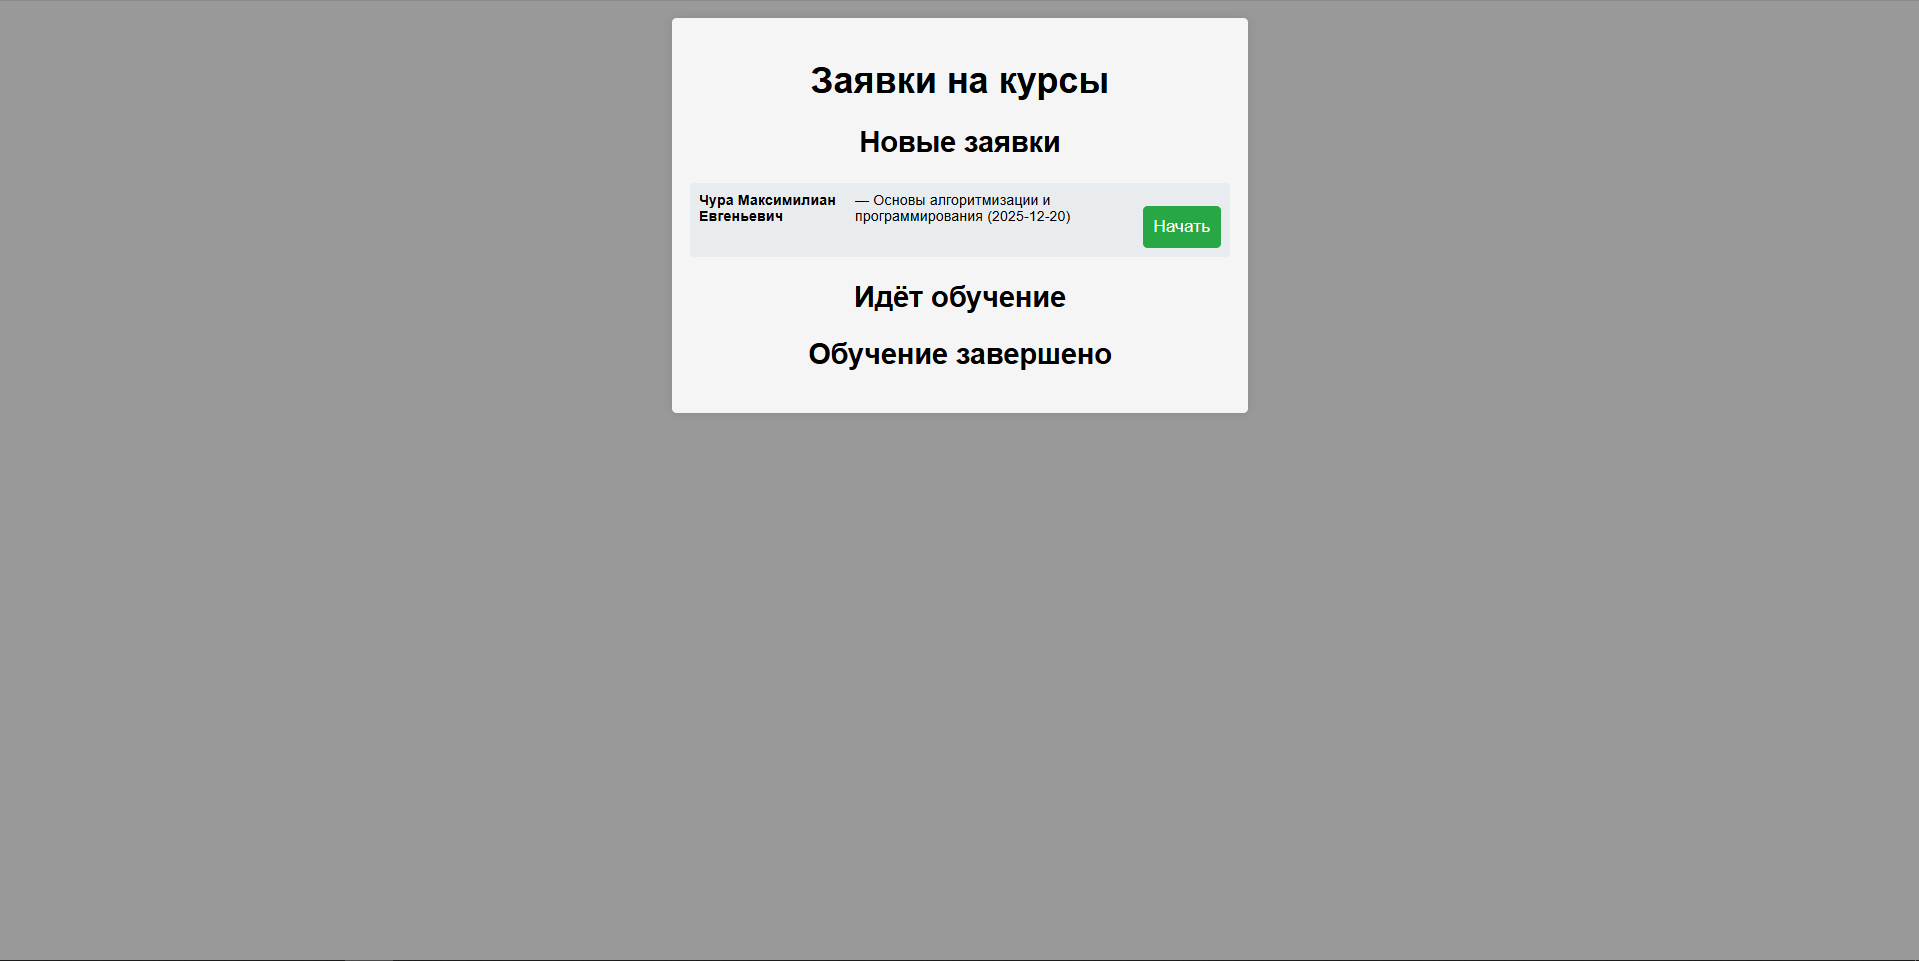 Заявки на курсы
Новые заявки
Чура Максимилиан
Евгеньевич
— Основы алгоритмизации и
программирования (2025-12-20)
Начать
Идёт обучение
Обучение завершено